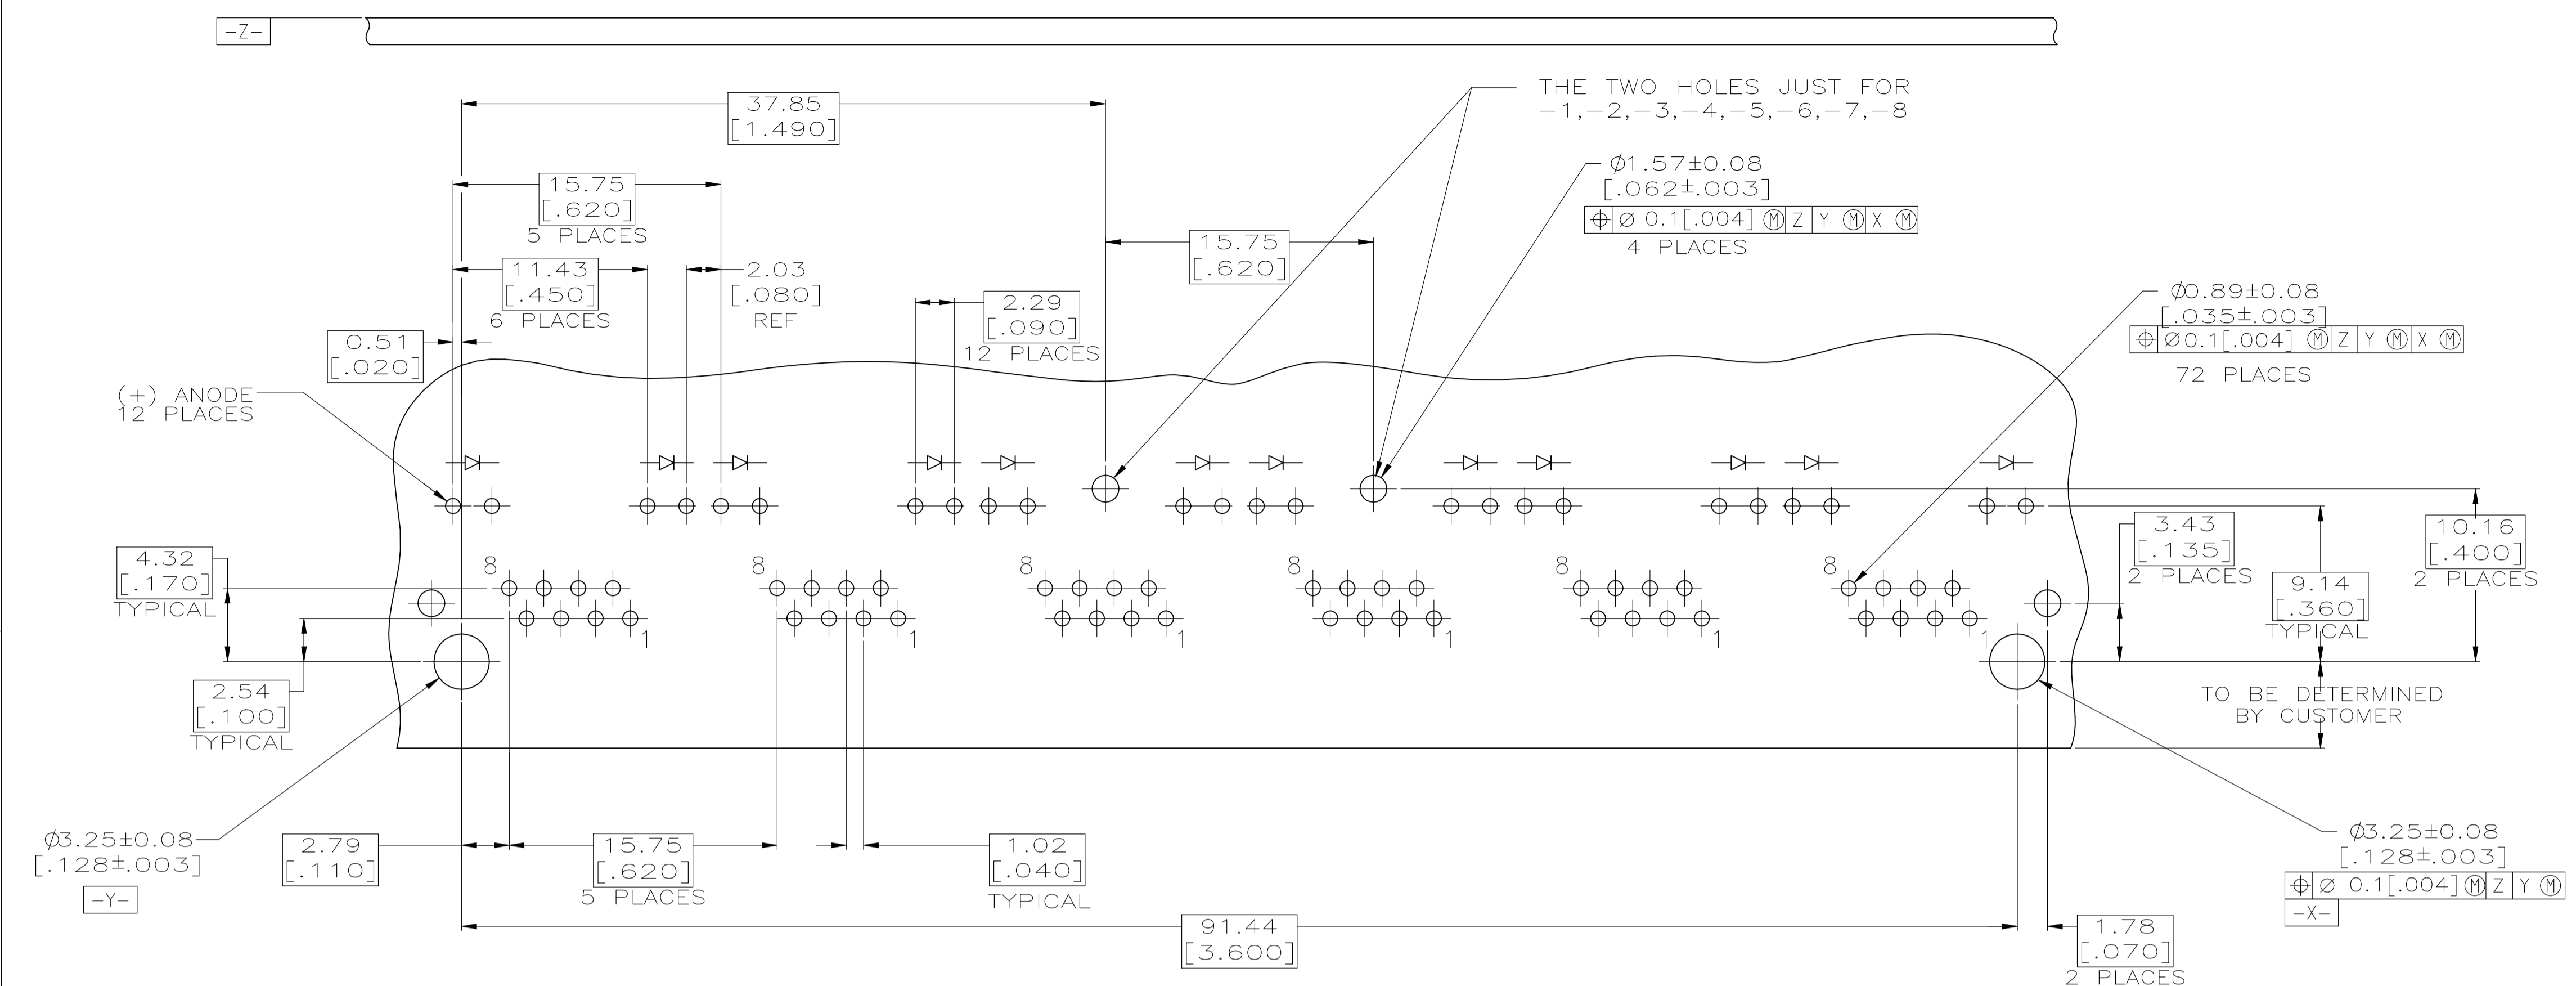 -Z-
37.85
[1.490]
THE TWO HOLES JUST FOR
-1,-2,-3,-4,-5,-6,-7,-8
15.75
[.620]
5 PLACES
Ø1.57±0.08
[.062±.003]
⌖ Ø 0.1[.004] Ⓜ Z Y Ⓜ X Ⓜ
4 PLACES
15.75
[.620]
11.43
[.450]
6 PLACES
2.03
[.080]
REF
2.29
[.090]
12 PLACES
Ø0.89±0.08
[.035±.003]
⌖ Ø0.1[.004] Ⓜ Z Y Ⓜ X Ⓜ
72 PLACES
0.51
[.020]
(+) ANODE
12 PLACES
3.43
[.135]
2 PLACES
10.16
[.400]
2 PLACES
9.14
[.360]
TYPICAL
4.32
[.170]
TYPICAL
8
8
8
8
8
8
1
1
1
1
1
1
2.54
[.100]
TYPICAL
TO BE DETERMINED
BY CUSTOMER
Ø3.25±0.08
[.128±.003]
-Y-
2.79
[.110]
15.75
[.620]
5 PLACES
1.02
[.040]
TYPICAL
Ø3.25±0.08
[.128±.003]
⌖ Ø 0.1[.004] Ⓜ Z Y Ⓜ
-X-
91.44
[3.600]
1.78
[.070]
2 PLACES